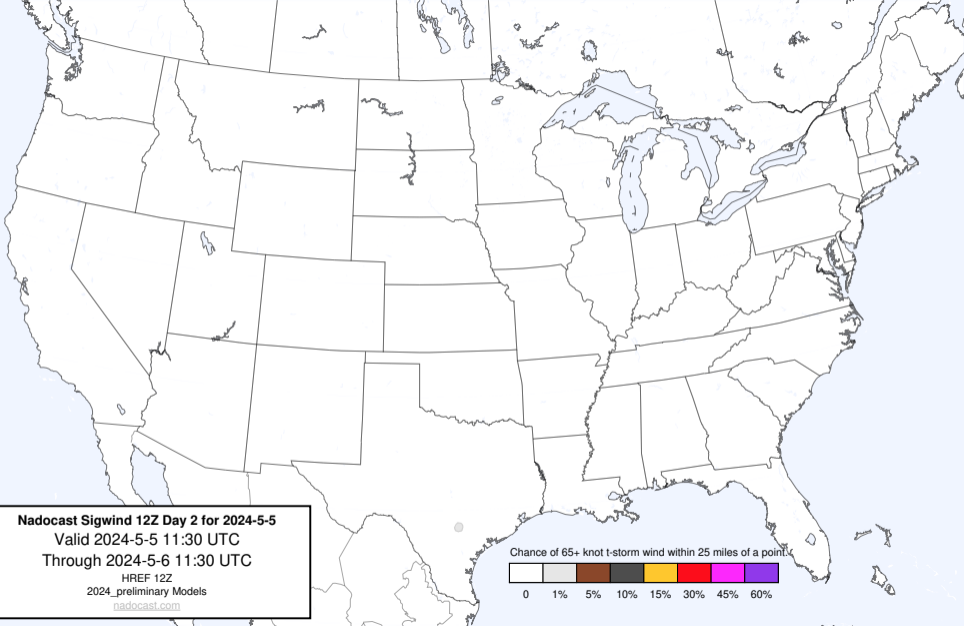 Nadocast Sigwind 12Z Day 2 for 2024-5-5
Valid 2024-5-5 11:30 UTC
Through 2024-5-6 11:30 UTC
HREF 12Z
2024_preliminary Models
nadocast.com
Chance of 65+ knot t-storm wind within 25 miles of a point.
0 1% 5% 10% 15% 30% 45% 60%